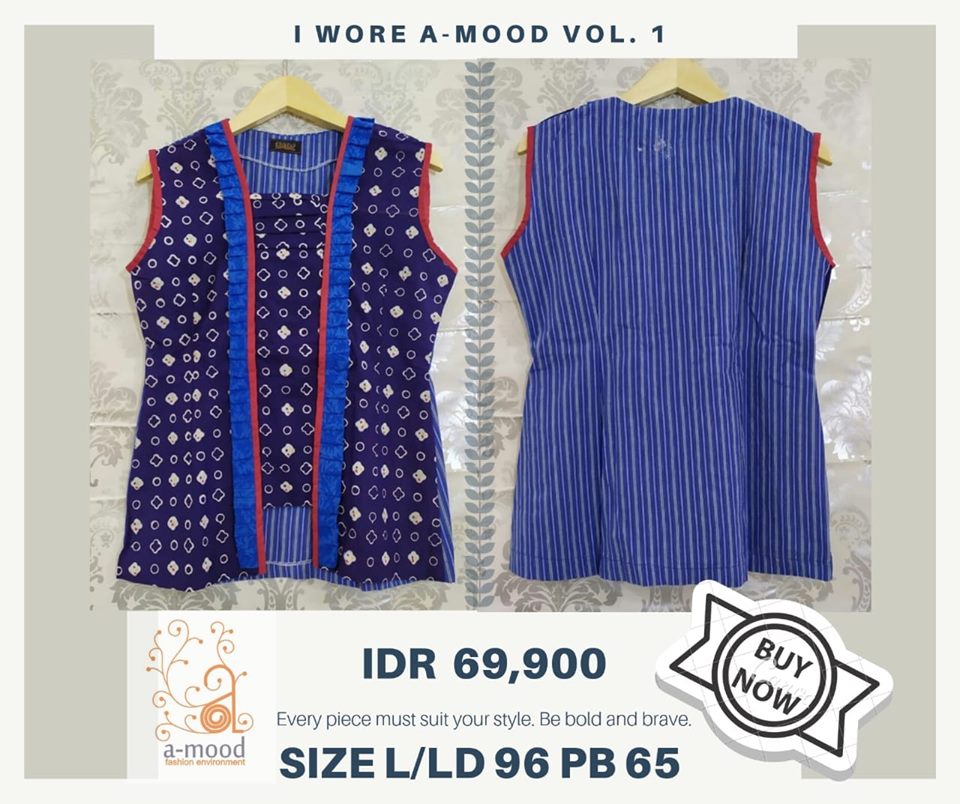 I WORE A-MOOD VOL. 1
IDR 69,900
BUY
NOW
Every piece must suit your style. Be bold and brave.
a-mood
fashion environment
SIZE L/LD 96 PB 65